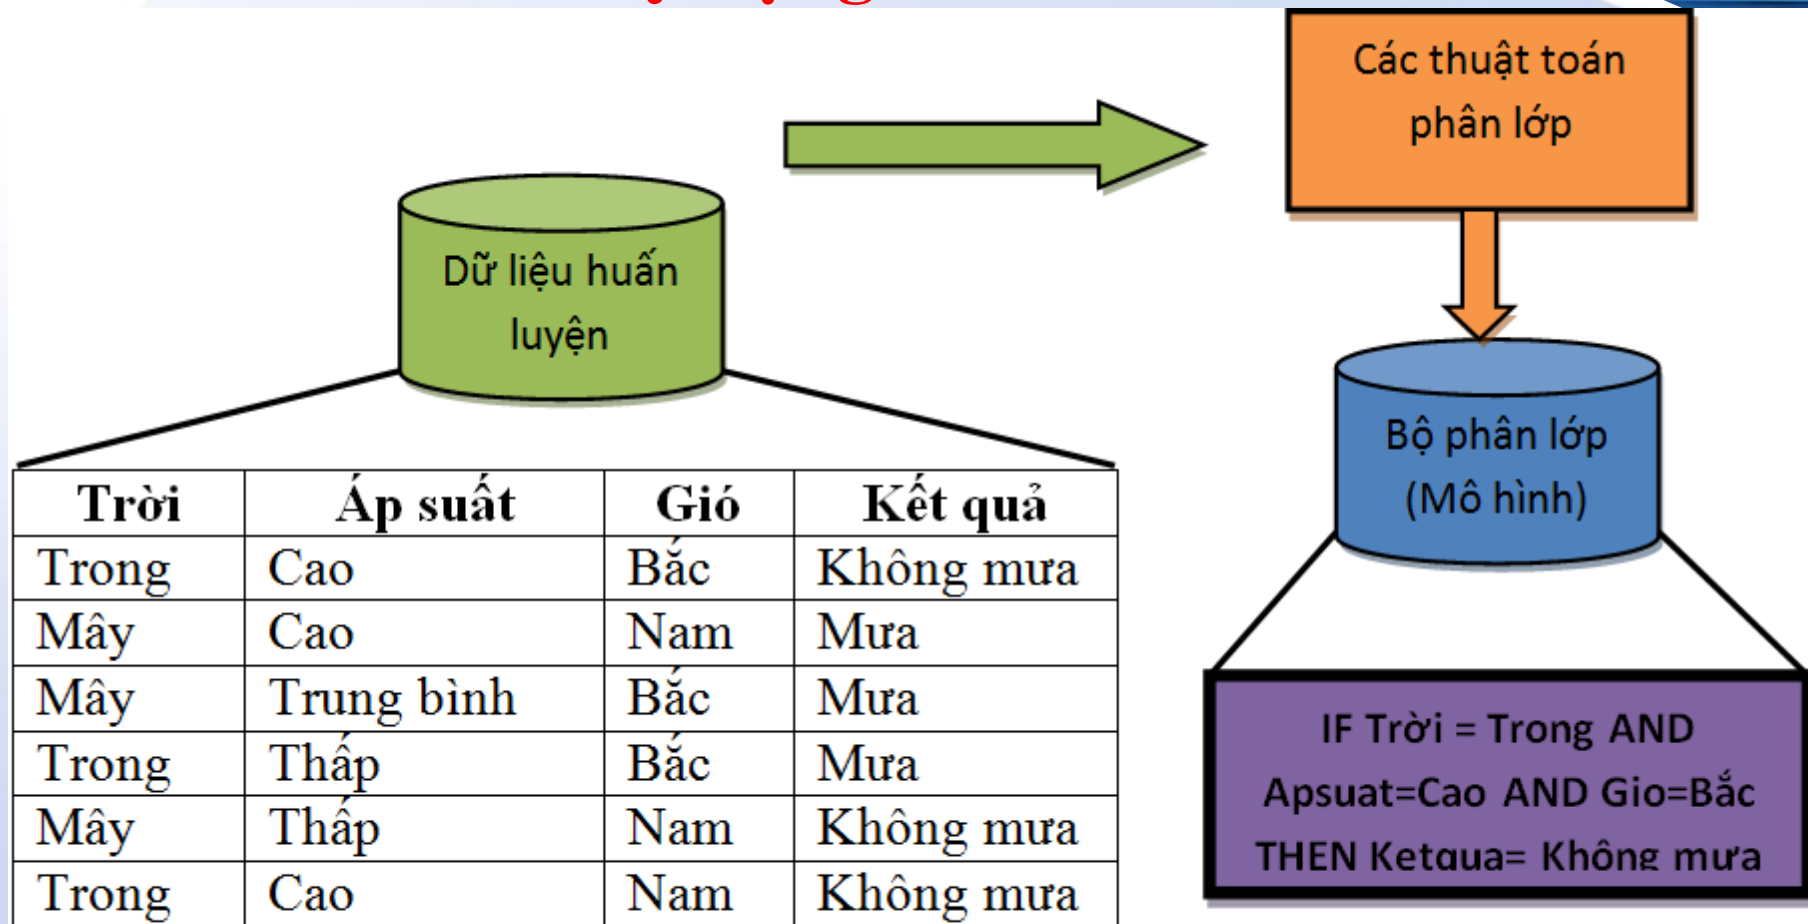 Các thuật toán
phân lớp
Dữ liệu huấn
luyện
Bộ phân lớp
(Mô hình)
Trời Áp suất Gió Kết quả
Trong Cao Bắc Không mưa
Mây Cao Nam Mưa
Mây Trung bình Bắc Mưa
Trong Thấp Bắc Mưa
Mây Thấp Nam Không mưa
Trong Cao Nam Không mưa
IF Trời = Trong AND
Apsuat=Cao AND Gio=Bắc
THEN Ketqua= Không mưa